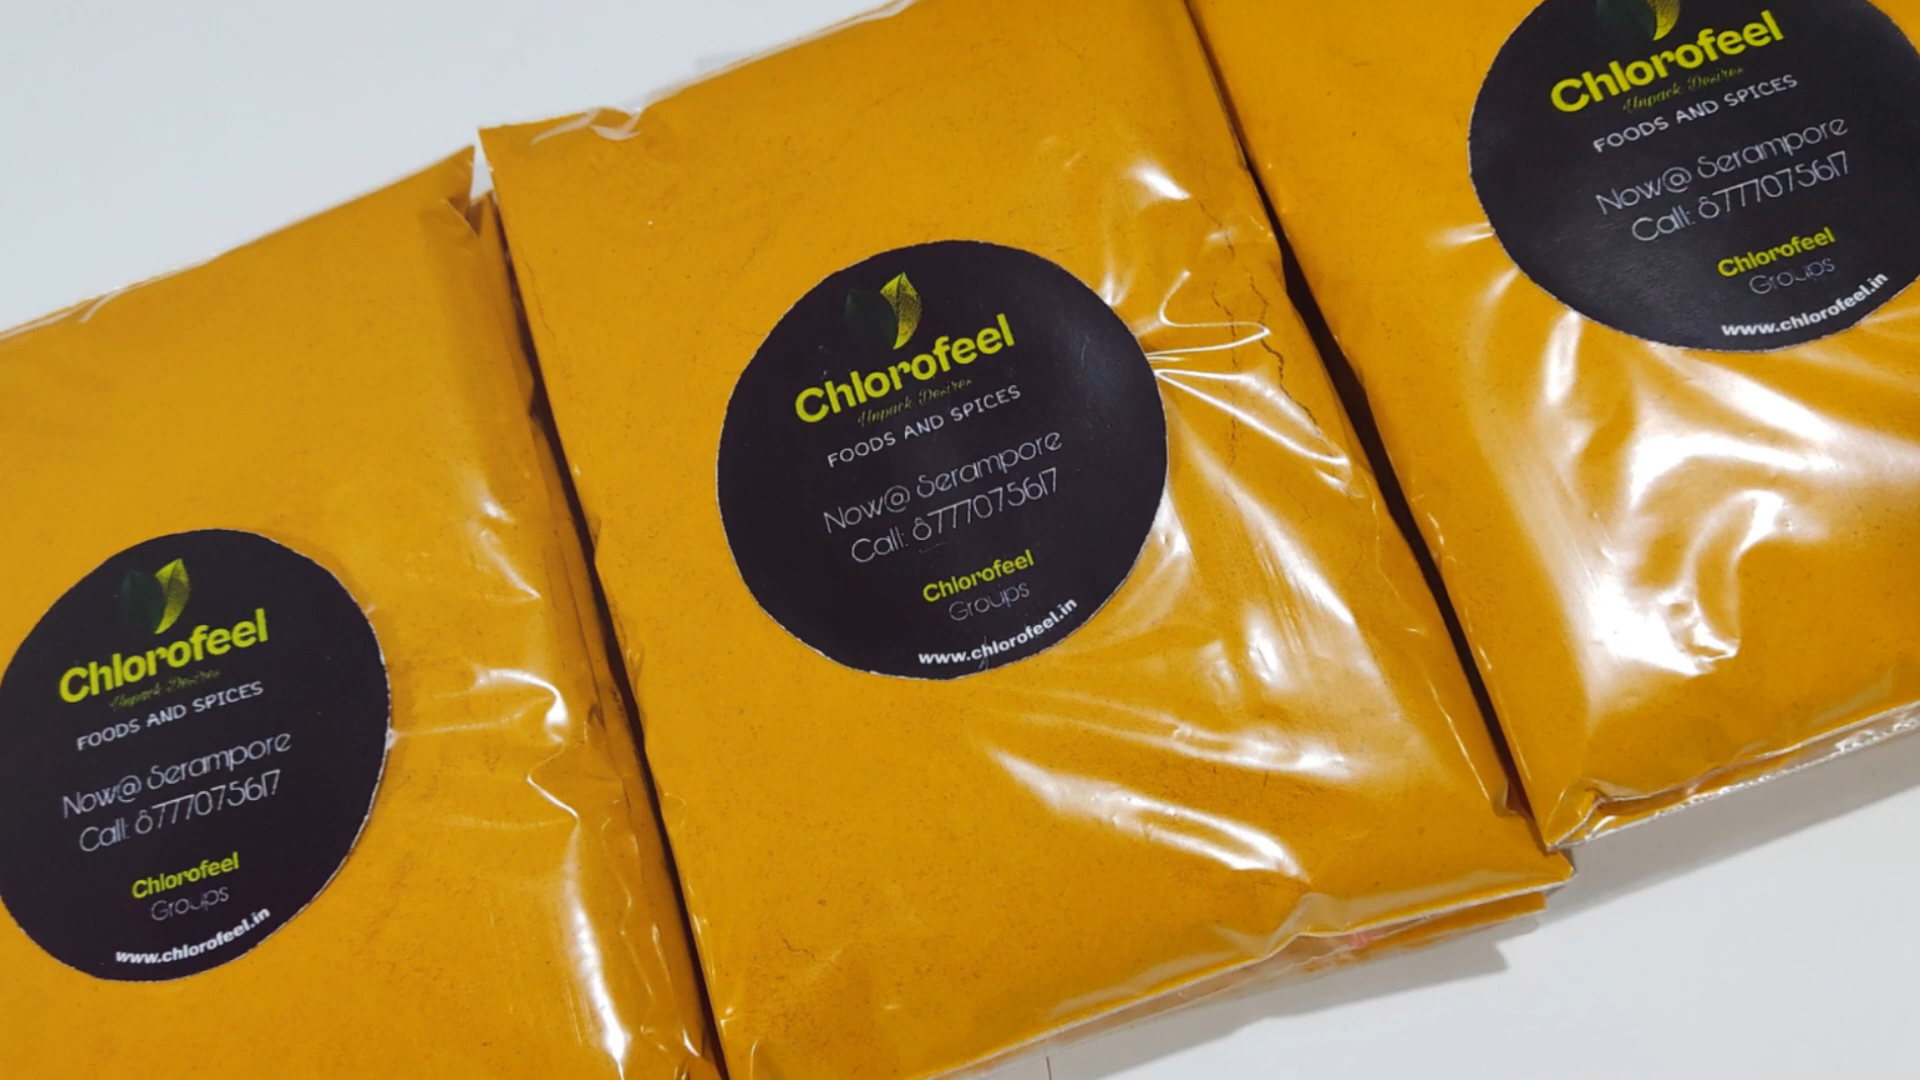 Chlorofeel
Unpack Desires
FOODS AND SPICES
Now@ Serampore
Call: 8777075617
Chlorofeel
Groups
www.chlorofeel.in
Chlorofeel
Unpack Desires
FOODS AND SPICES
Now@ Serampore
Call: 8777075617
Chlorofeel
Groups
www.chlorofeel.in
Chlorofeel
Unpack Desires
FOODS AND SPICES
Now@ Serampore
Call: 8777075617
Chlorofeel
Groups
www.chlorofeel.in